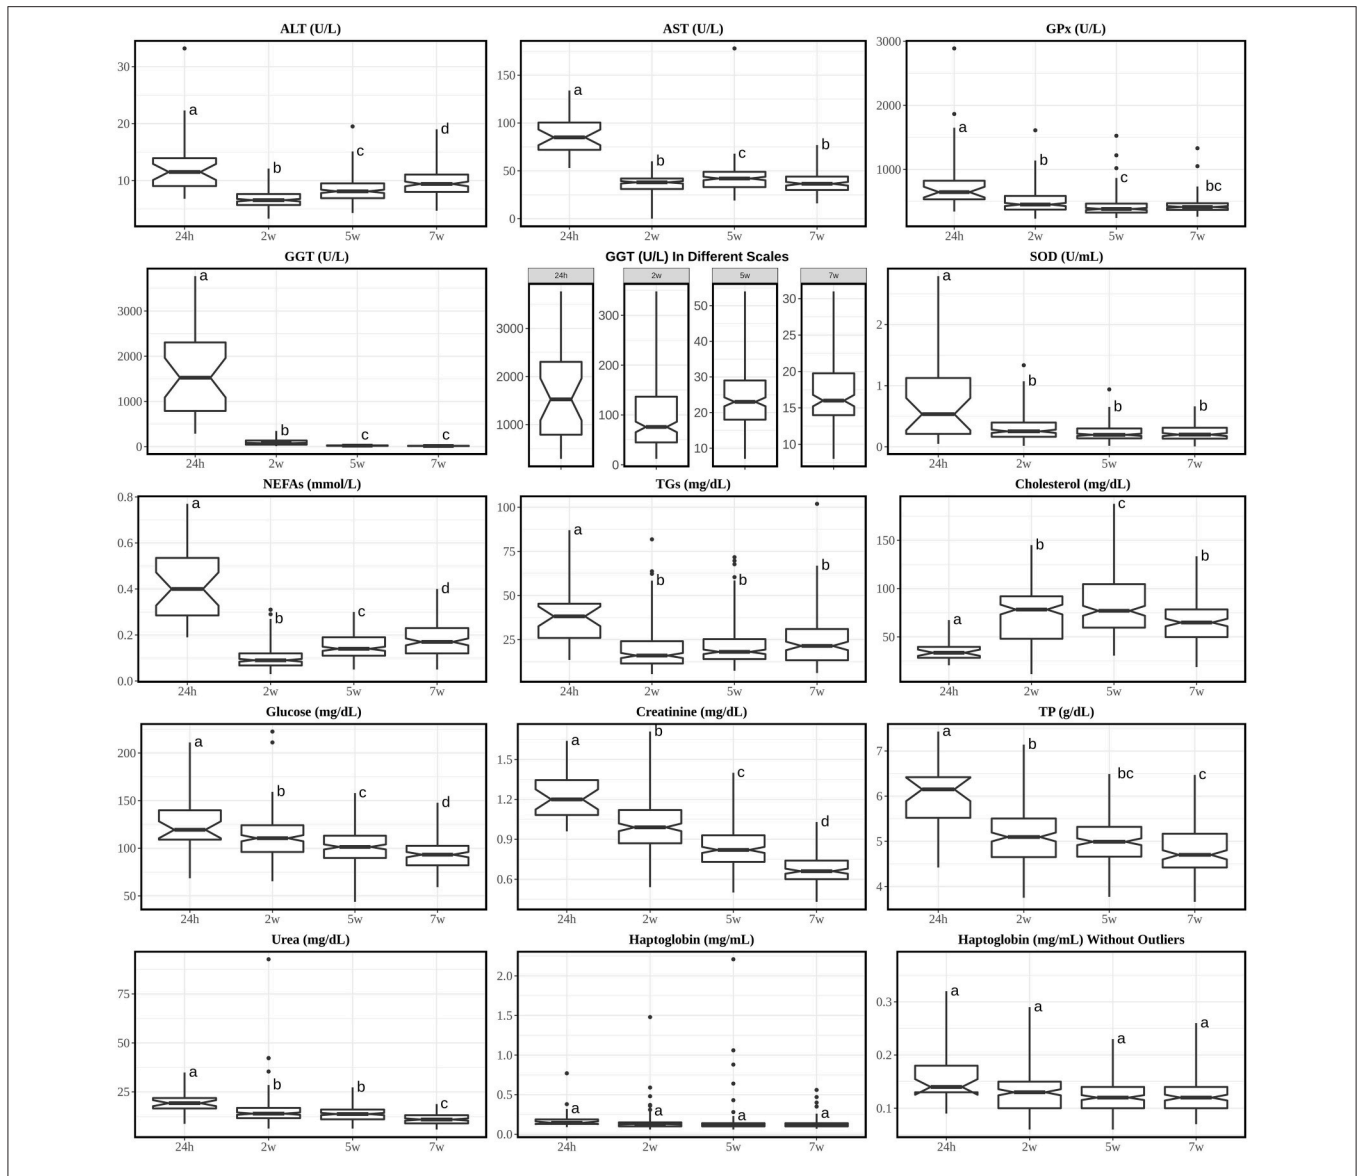 ALT (U/L) AST (U/L) GPx (U/L)
30 20 10 a b c d 24h 2w 5w 7w
150 100 50 0 a b c b 24h 2w 5w 7w
3000 2000 1000 a b c bc 24h 2w 5w 7w
GGT (U/L) GGT (U/L) In Different Scales SOD (U/mL)
3000 2000 1000 0 a b c c 24h 2w 5w 7w
24h 3000 2000 1000
2w 300 200 100 0
5w 50 40 30 20 10
7w 30 25 20 15 10
2 1 0 a b b b 24h 2w 5w 7w
NEFAs (mmol/L) TGs (mg/dL) Cholesterol (mg/dL)
0.8 0.6 0.4 0.2 0.0 a b c d 24h 2w 5w 7w
100 75 50 25 a b b b 24h 2w 5w 7w
150 100 50 a b c b 24h 2w 5w 7w
Glucose (mg/dL) Creatinine (mg/dL) TP (g/dL)
200 150 100 50 a b c d 24h 2w 5w 7w
1.5 1.2 0.9 0.6 a b c d 24h 2w 5w 7w
7 6 5 4 a b bc c 24h 2w 5w 7w
Urea (mg/dL) Haptoglobin (mg/mL) Haptoglobin (mg/mL) Without Outliers
75 50 25 a b b c 24h 2w 5w 7w
2.0 1.5 1.0 0.5 0.0 a a a a 24h 2w 5w 7w
0.3 0.2 0.1 a a a a 24h 2w 5w 7w